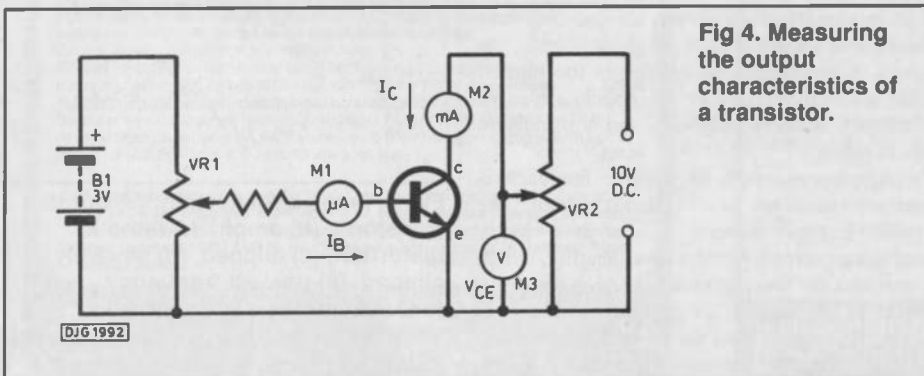 Fig 4. Measuring
the output
characteristics of
a transistor.
+
B1
3V
VR1
M1
μA
I_B
b
c
e
I_C
M2
mA
V
V_CE
M3
VR2
10V
D.C.
DJG 1992